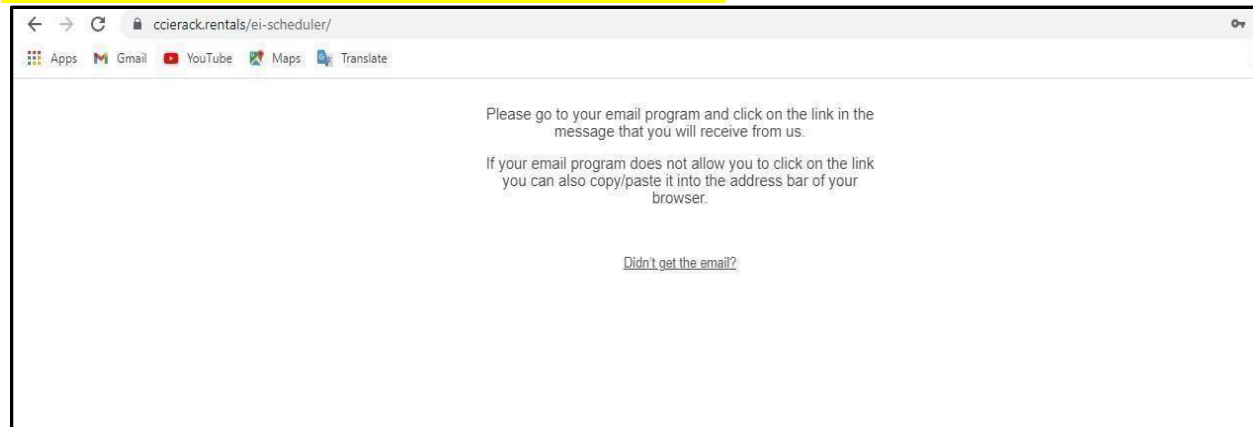 ccierack.rentals/ei-scheduler/
Apps Gmail YouTube Maps Translate
Please go to your email program and click on the link in the
message that you will receive from us.
If your email program does not allow you to click on the link
you can also copy/paste it into the address bar of your
browser.
Didn't get the email?